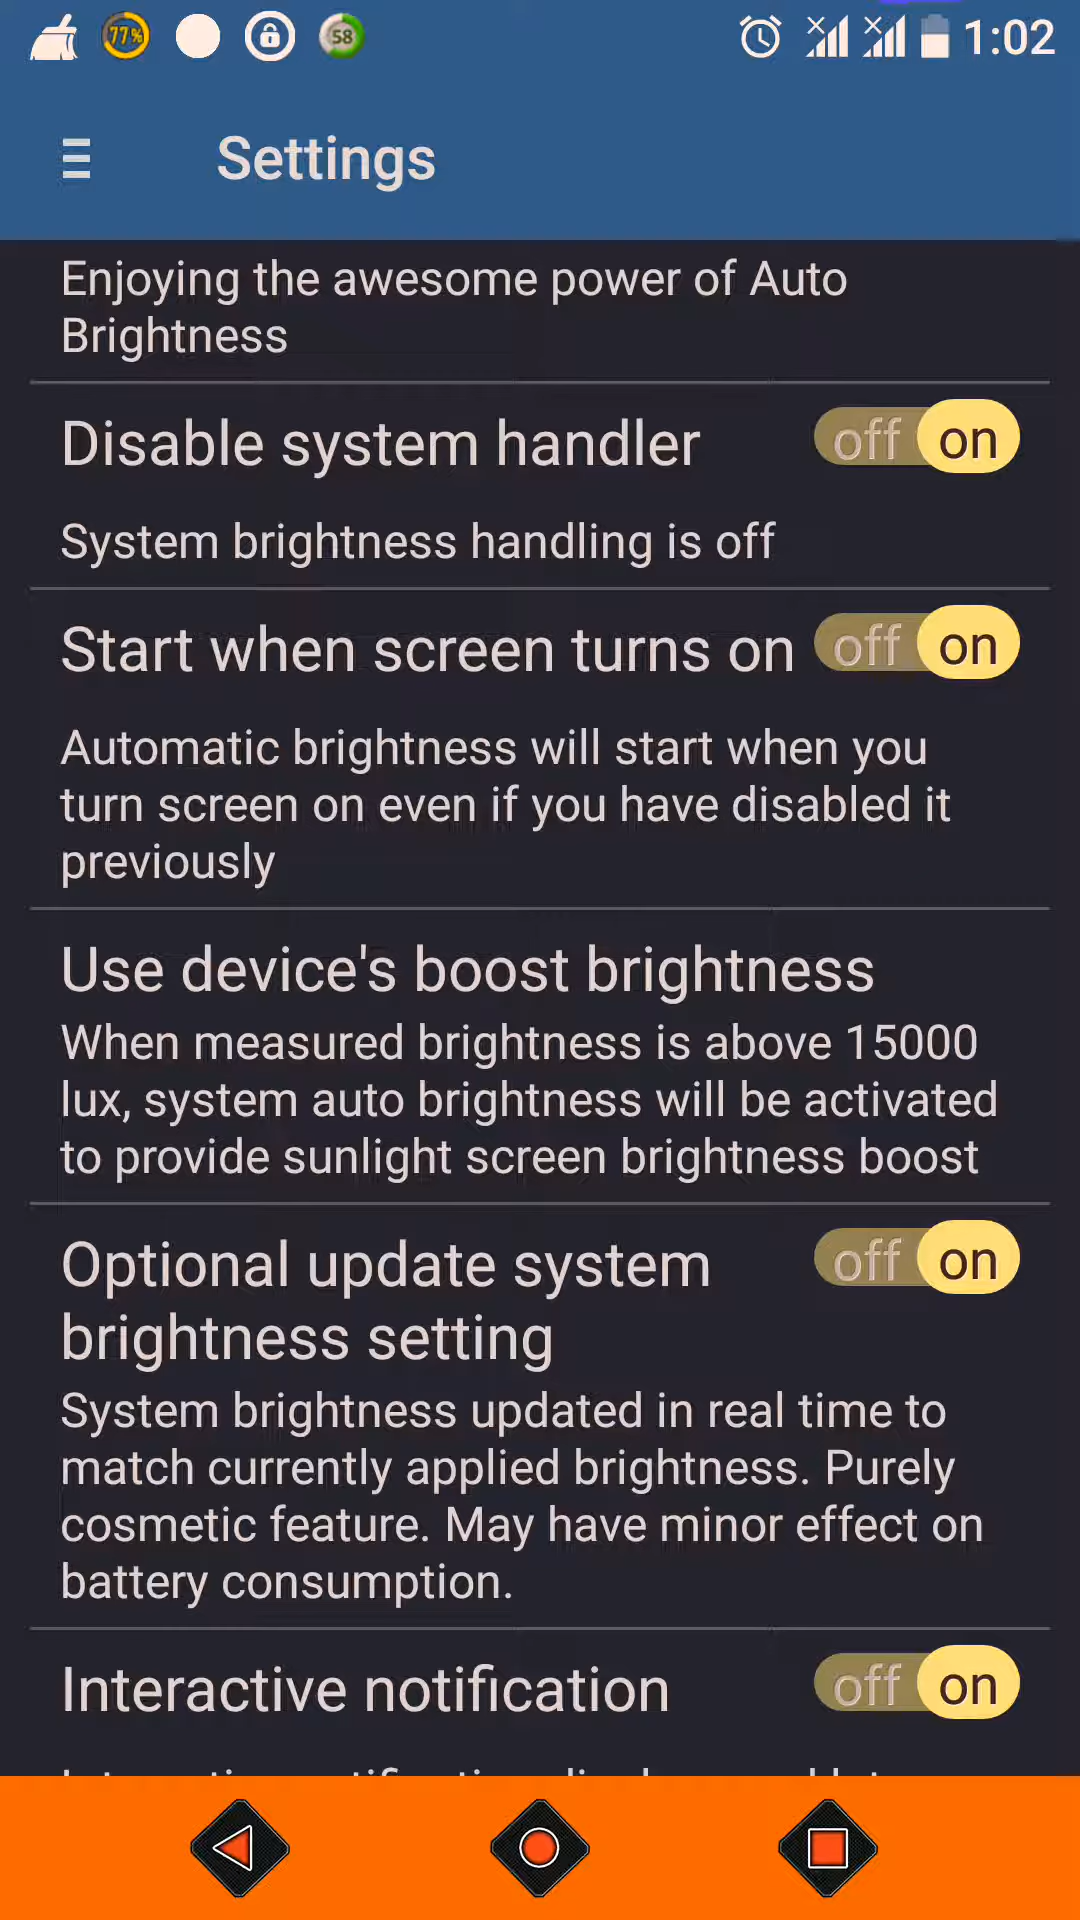 77%
58
1:02
Settings
Enjoying the awesome power of Auto
Brightness
Disable system handler
off on
System brightness handling is off
Start when screen turns on
off on
Automatic brightness will start when you
turn screen on even if you have disabled it
previously
Use device's boost brightness
When measured brightness is above 15000
lux, system auto brightness will be activated
to provide sunlight screen brightness boost
Optional update system
off on
brightness setting
System brightness updated in real time to
match currently applied brightness. Purely
cosmetic feature. May have minor effect on
battery consumption.
Interactive notification
off on